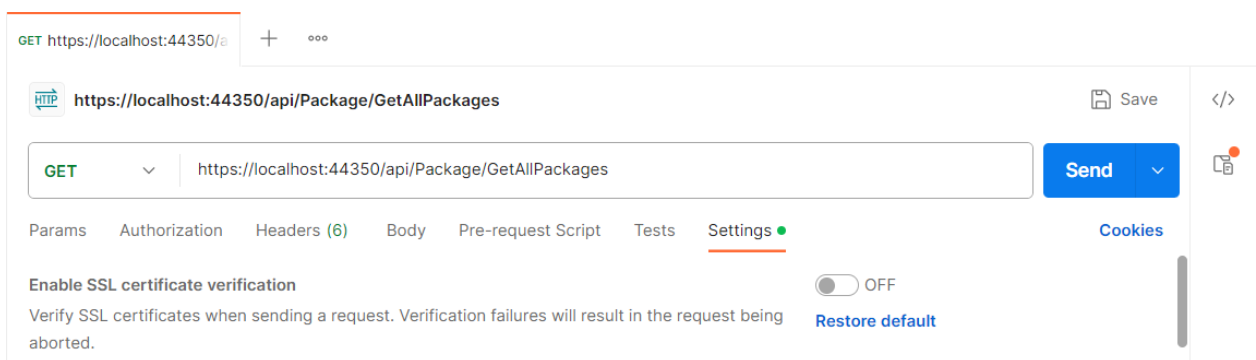 GET https://localhost:44350/a
HTTP https://localhost:44350/api/Package/GetAllPackages Save </>
GET https://localhost:44350/api/Package/GetAllPackages Send
Params Authorization Headers (6) Body Pre-request Script Tests Settings Cookies
Enable SSL certificate verification OFF
Verify SSL certificates when sending a request. Verification failures will result in the request being Restore default
aborted.